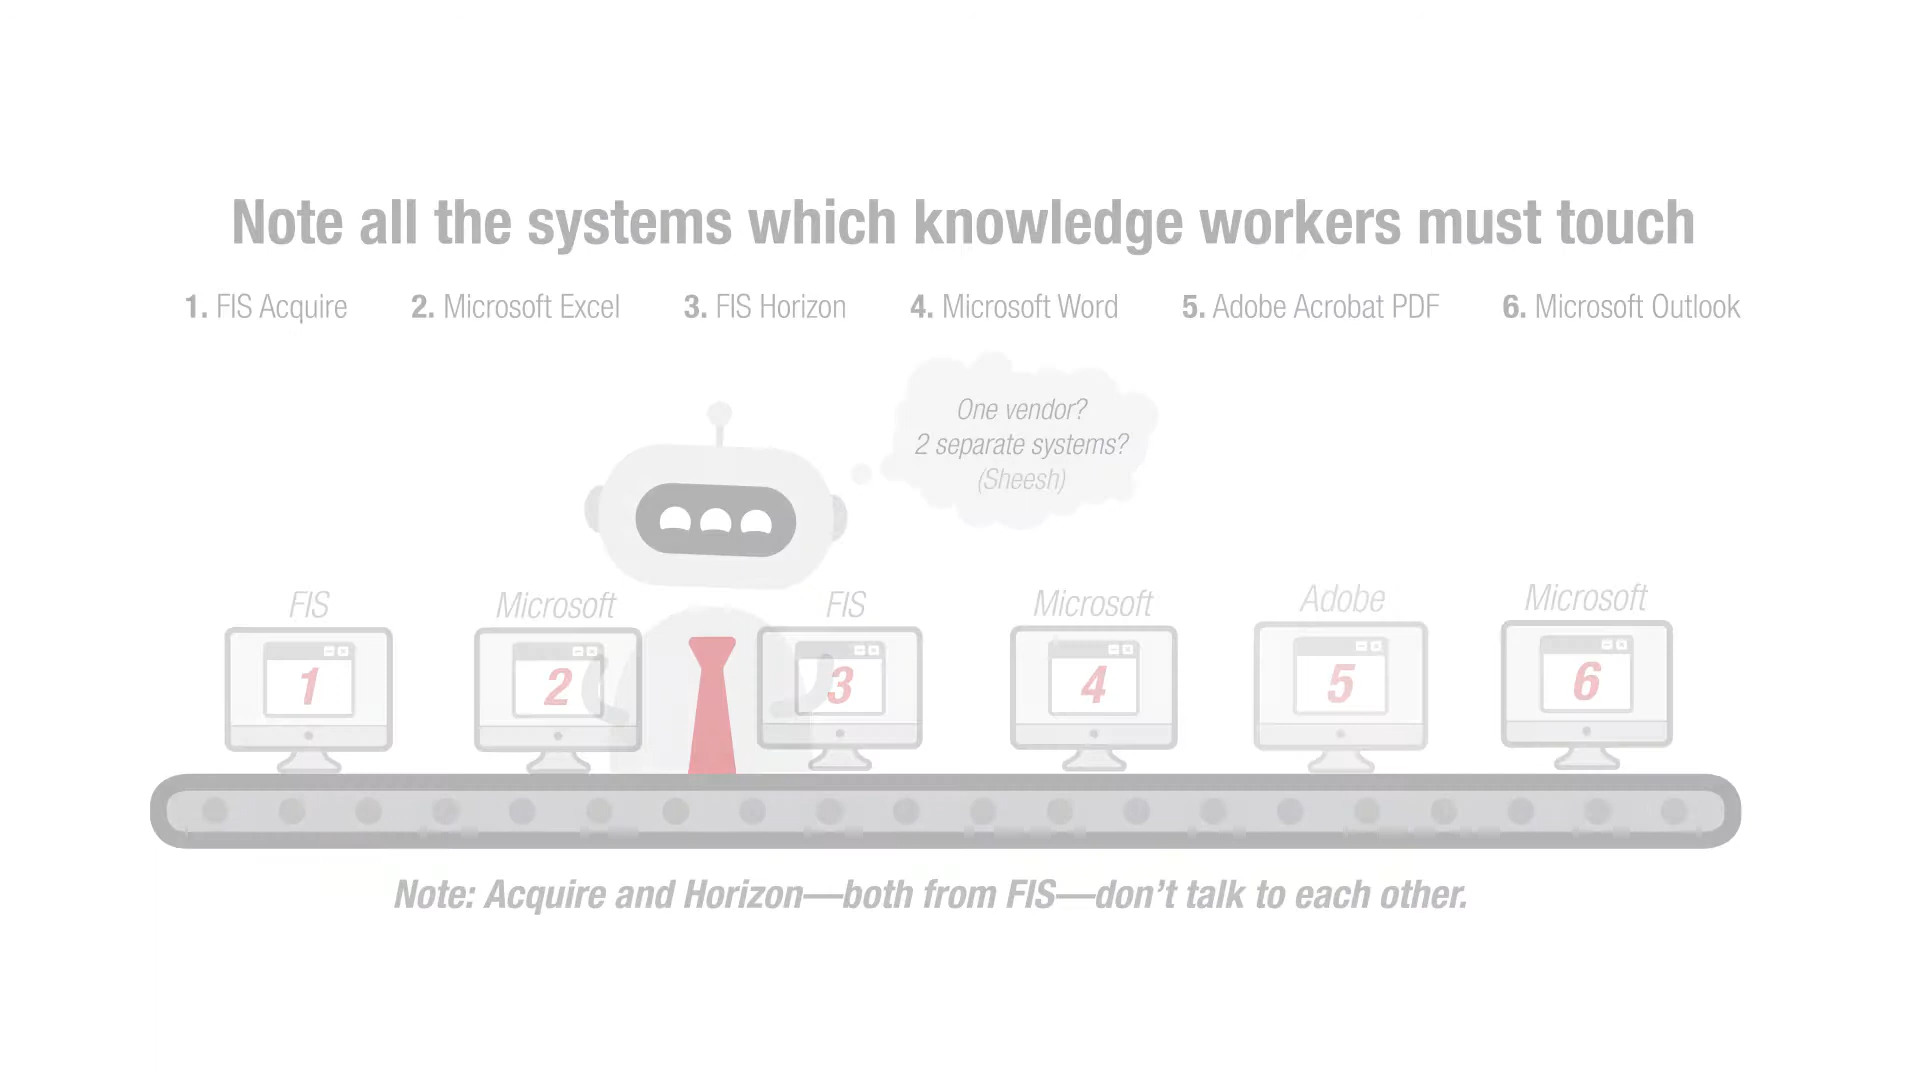 Note all the systems which knowledge workers must touch
1. FIS Acquire 2. Microsoft Excel 3. FIS Horizon 4. Microsoft Word 5. Adobe Acrobat PDF 6. Microsoft Outlook
One vendor?
2 separate systems?
(Sheesh)
FIS Microsoft FIS Microsoft Adobe Microsoft
1 2 3 4 5 6
Note: Acquire and Horizon—both from FIS—don’t talk to each other.